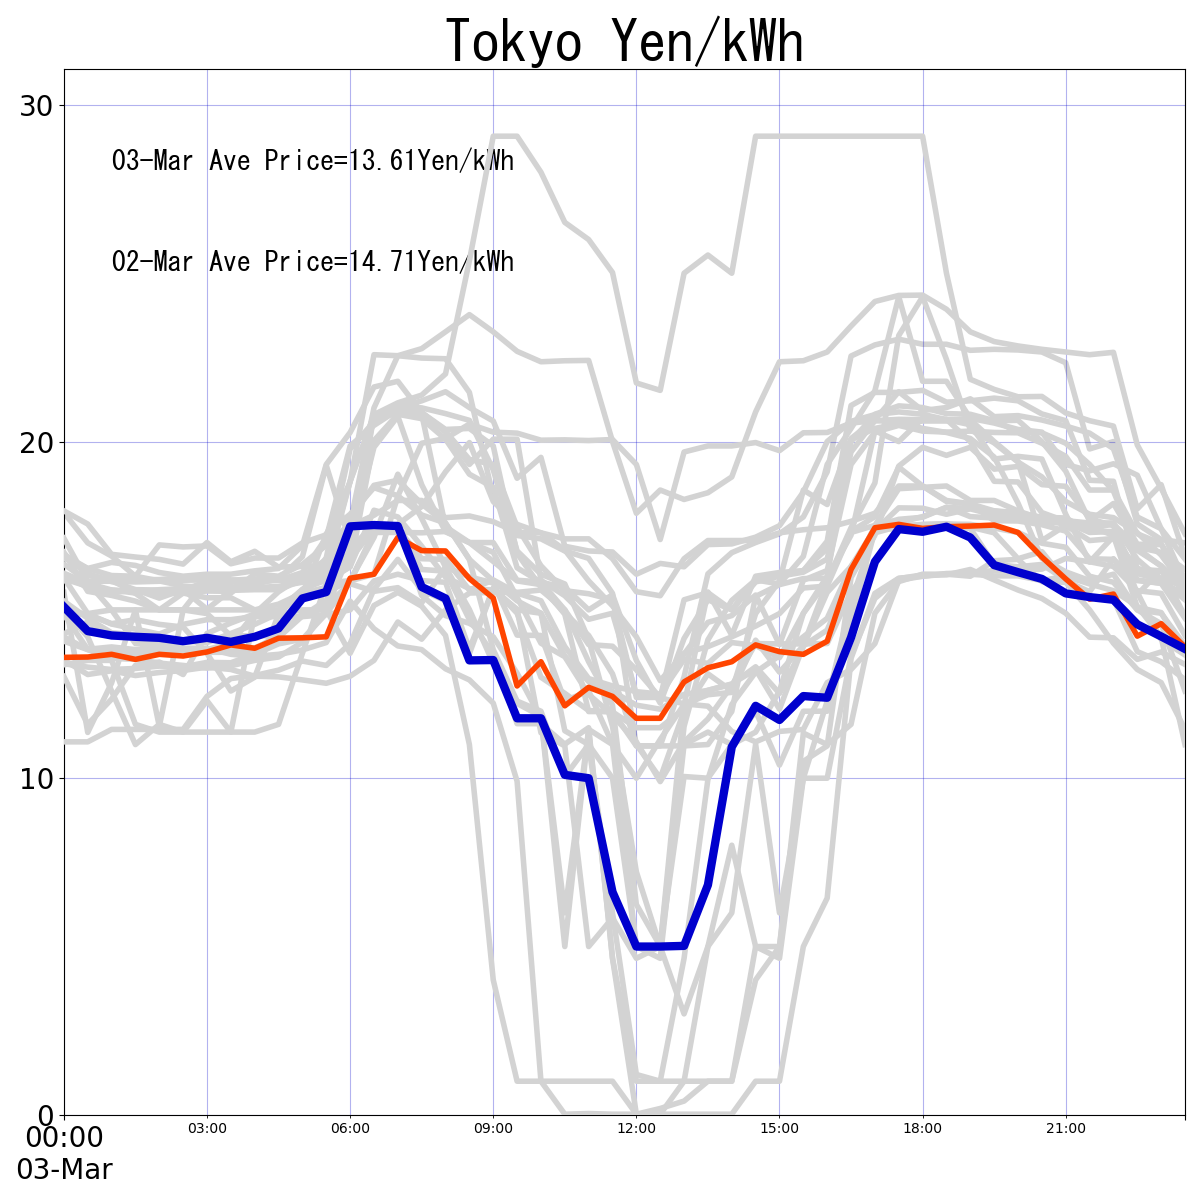 Tokyo Yen/kWh
30
03-Mar Ave Price=13.61Yen/kWh
02-Mar Ave Price=14.71Yen/kWh
20
10
0
00:00 03:00 06:00 09:00 12:00 15:00 18:00 21:00
03-Mar